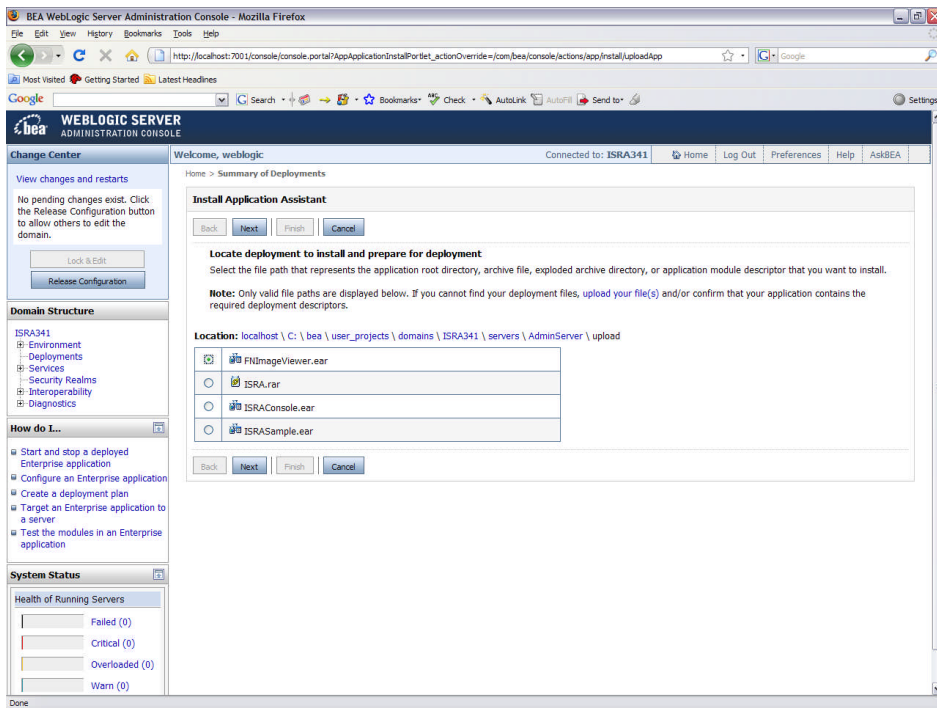 BEA WebLogic Server Administration Console - Mozilla Firefox
File Edit View History Bookmarks Tools Help
http://localhost:7001/console/console.portal?AppApplicationInstallPortlet_actionOverride=/com/bea/console/actions/app/install/uploadApp
Google
Most Visited Getting Started Latest Headlines
Google Search Bookmarks Check AutoLink AutoFill Send to Settings
bea WEBLOGIC SERVER
ADMINISTRATION CONSOLE
Change Center
View changes and restarts
No pending changes exist. Click
the Release Configuration button
to allow others to edit the
domain.
Lock & Edit
Release Configuration
Domain Structure
ISRA341
Environment
Deployments
Services
Security Realms
Interoperability
Diagnostics
How do I...
Start and stop a deployed
Enterprise application
Configure an Enterprise application
Create a deployment plan
Target an Enterprise application to
a server
Test the modules in an Enterprise
application
System Status
Health of Running Servers
Failed (0)
Critical (0)
Overloaded (0)
Warn (0)
Welcome, weblogic
Connected to: ISRA341
Home Log Out Preferences Help AskBEA
Home > Summary of Deployments
Install Application Assistant
Back Next Finish Cancel
Locate deployment to install and prepare for deployment
Select the file path that represents the application root directory, archive file, exploded archive directory, or application module descriptor that you want to install.
Note: Only valid file paths are displayed below. If you cannot find your deployment files, upload your file(s) and/or confirm that your application contains the
required deployment descriptors.
Location: localhost \ C: \ bea \ user_projects \ domains \ ISRA341 \ servers \ AdminServer \ upload
FNImageViewer.ear
ISRA.rar
ISRAConsole.ear
ISRASample.ear
Back Next Finish Cancel
Done